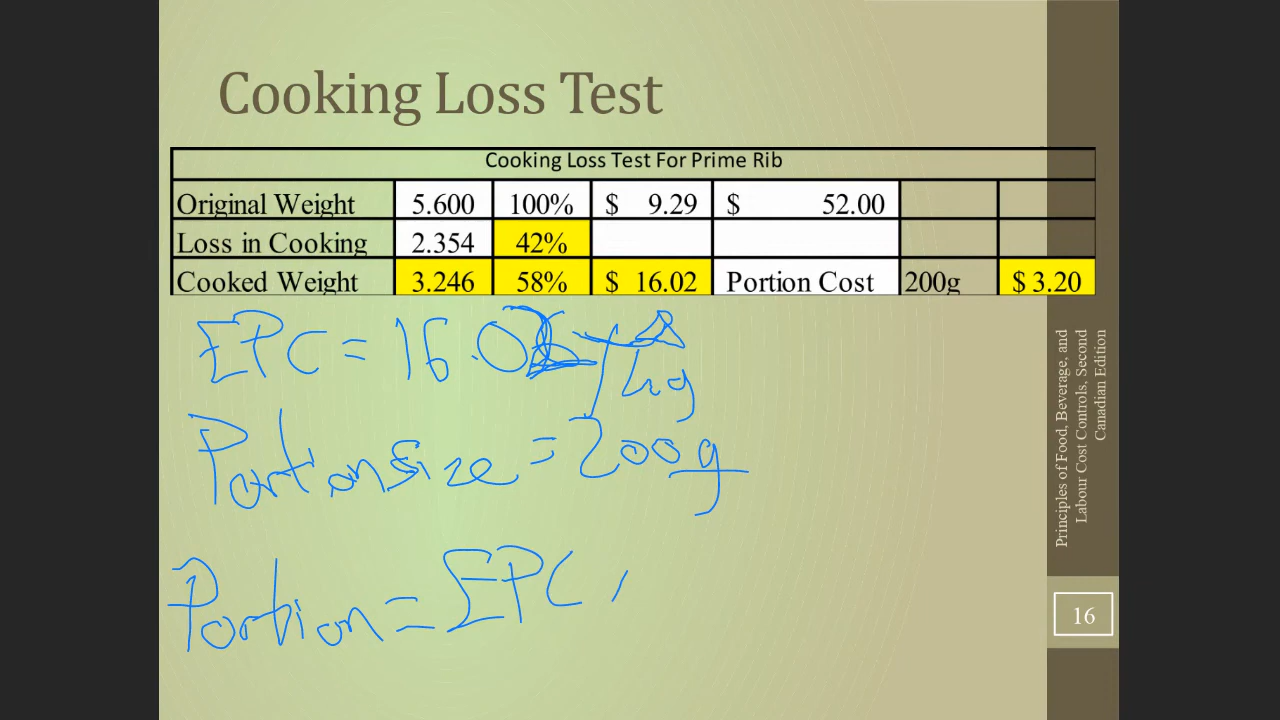 Cooking Loss Test
Cooking Loss Test For Prime Rib
Original Weight 5.600 100% $ 9.29 $ 52.00
Loss in Cooking 2.354 42%
Cooked Weight 3.246 58% $ 16.02 Portion Cost 200g $ 3.20
EPC = 16.02 $/kg
Portion size = 200g
Portion = EPC
Principles of Food, Beverage, and
Labour Cost Controls, Second
Canadian Edition
16